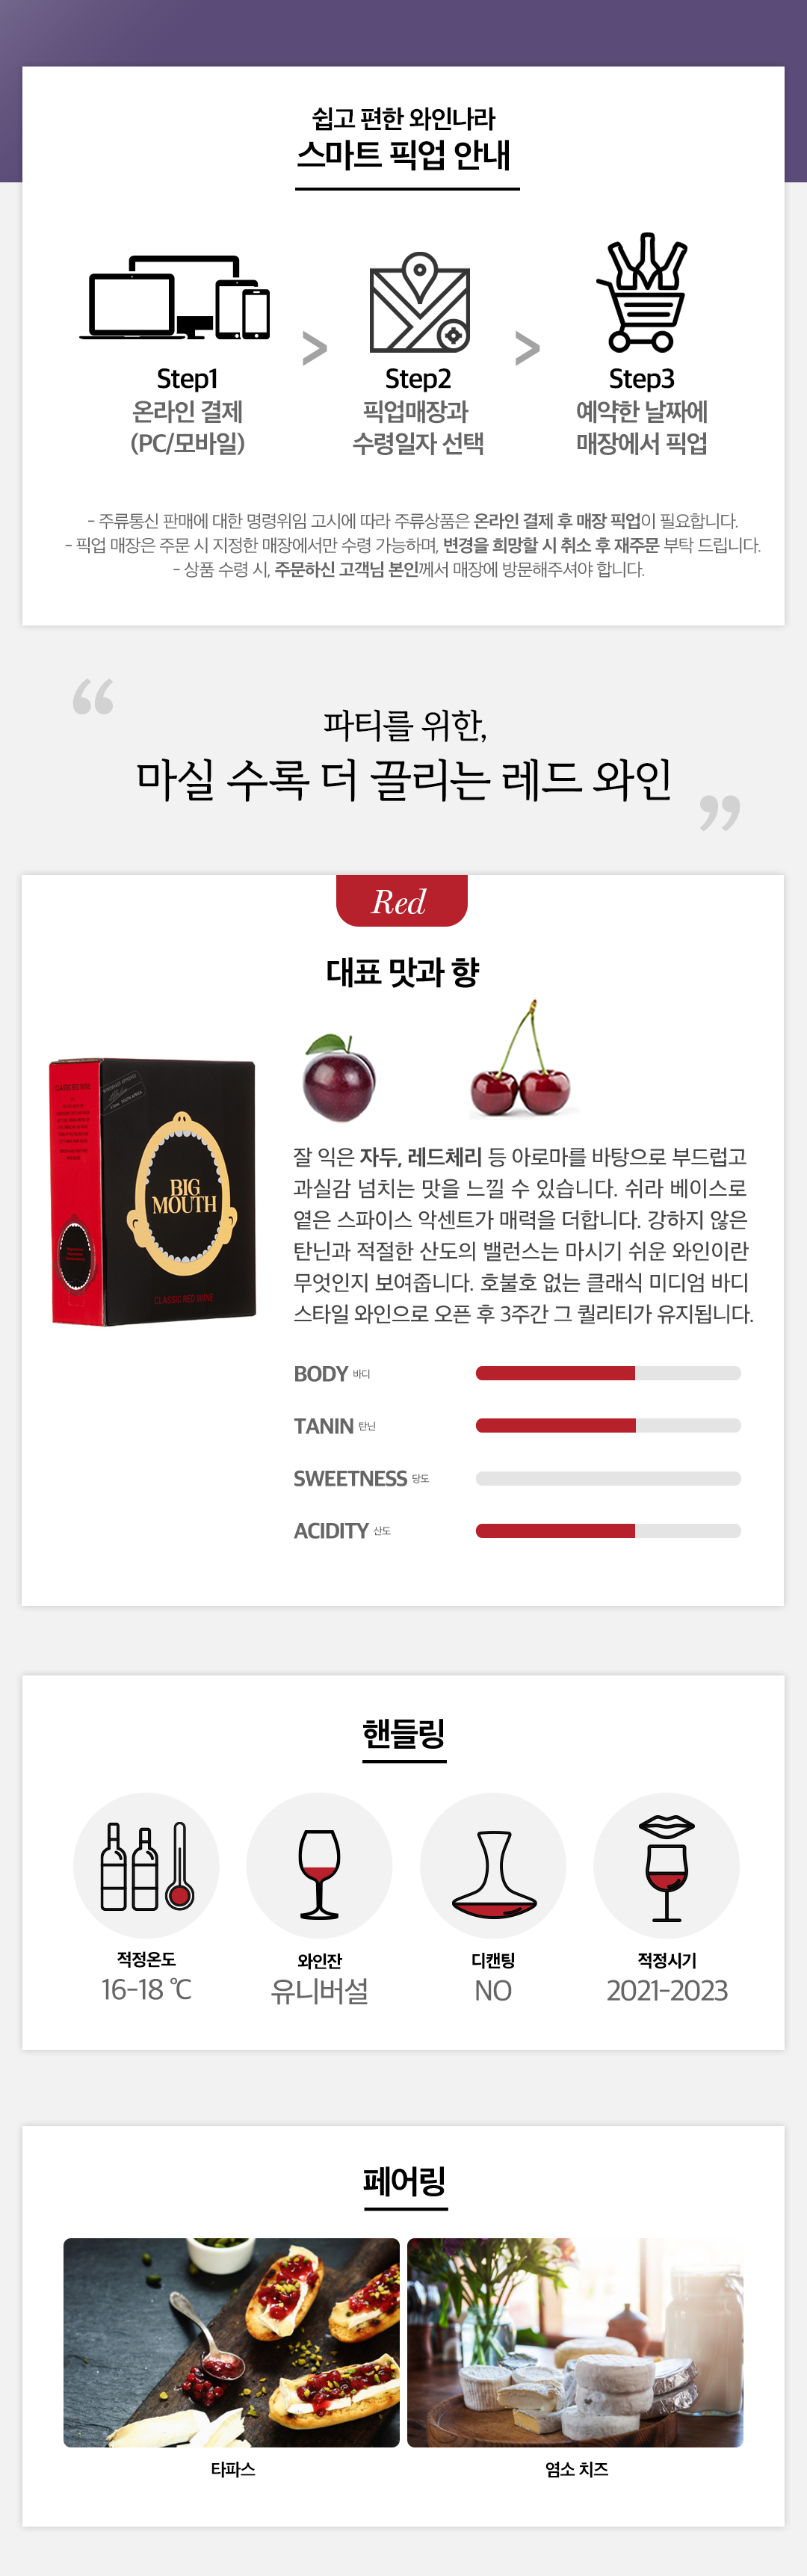 쉽고 편한 와인나라
스마트 픽업 안내
Step1
온라인 결제
(PC/모바일)
>
Step2
픽업매장과
수령일자 선택
>
Step3
예약한 날짜에
매장에서 픽업
- 주류통신 판매에 대한 명령위임 고시에 따라 주류상품은 온라인 결제 후 매장 픽업이 필요합니다.
- 픽업 매장은 주문 시 지정한 매장에서만 수령 가능하며, 변경을 희망할 시 취소 후 재주문 부탁 드립니다.
- 상품 수령 시, 주문하신 고객님 본인께서 매장에 방문해주셔야 합니다.
“
파티를 위한,
마실 수록 더 끌리는 레드 와인
”
Red
대표 맛과 향
CLASSIC RED WINE
BIG
MOUTH
CLASSIC RED WINE
잘 익은 자두, 레드체리 등 아로마를 바탕으로 부드럽고
과실감 넘치는 맛을 느낄 수 있습니다. 쉬라 베이스로
옅은 스파이스 악센트가 매력을 더합니다. 강하지 않은
탄닌과 적절한 산도의 밸런스는 마시기 쉬운 와인이란
무엇인지 보여줍니다. 호불호 없는 클래식 미디엄 바디
스타일 와인으로 오픈 후 3주간 그 퀄리티가 유지됩니다.
BODY 바디
TANIN 탄닌
SWEETNESS 당도
ACIDITY 산도
핸들링
적정온도
16-18 ℃
와인잔
유니버설
디캔팅
NO
적정시기
2021-2023
페어링
타파스
염소 치즈